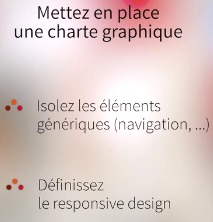 Mettez en place
une charte graphique
Isolez les éléments
génériques (navigation, ...)
Définissez
le responsive design